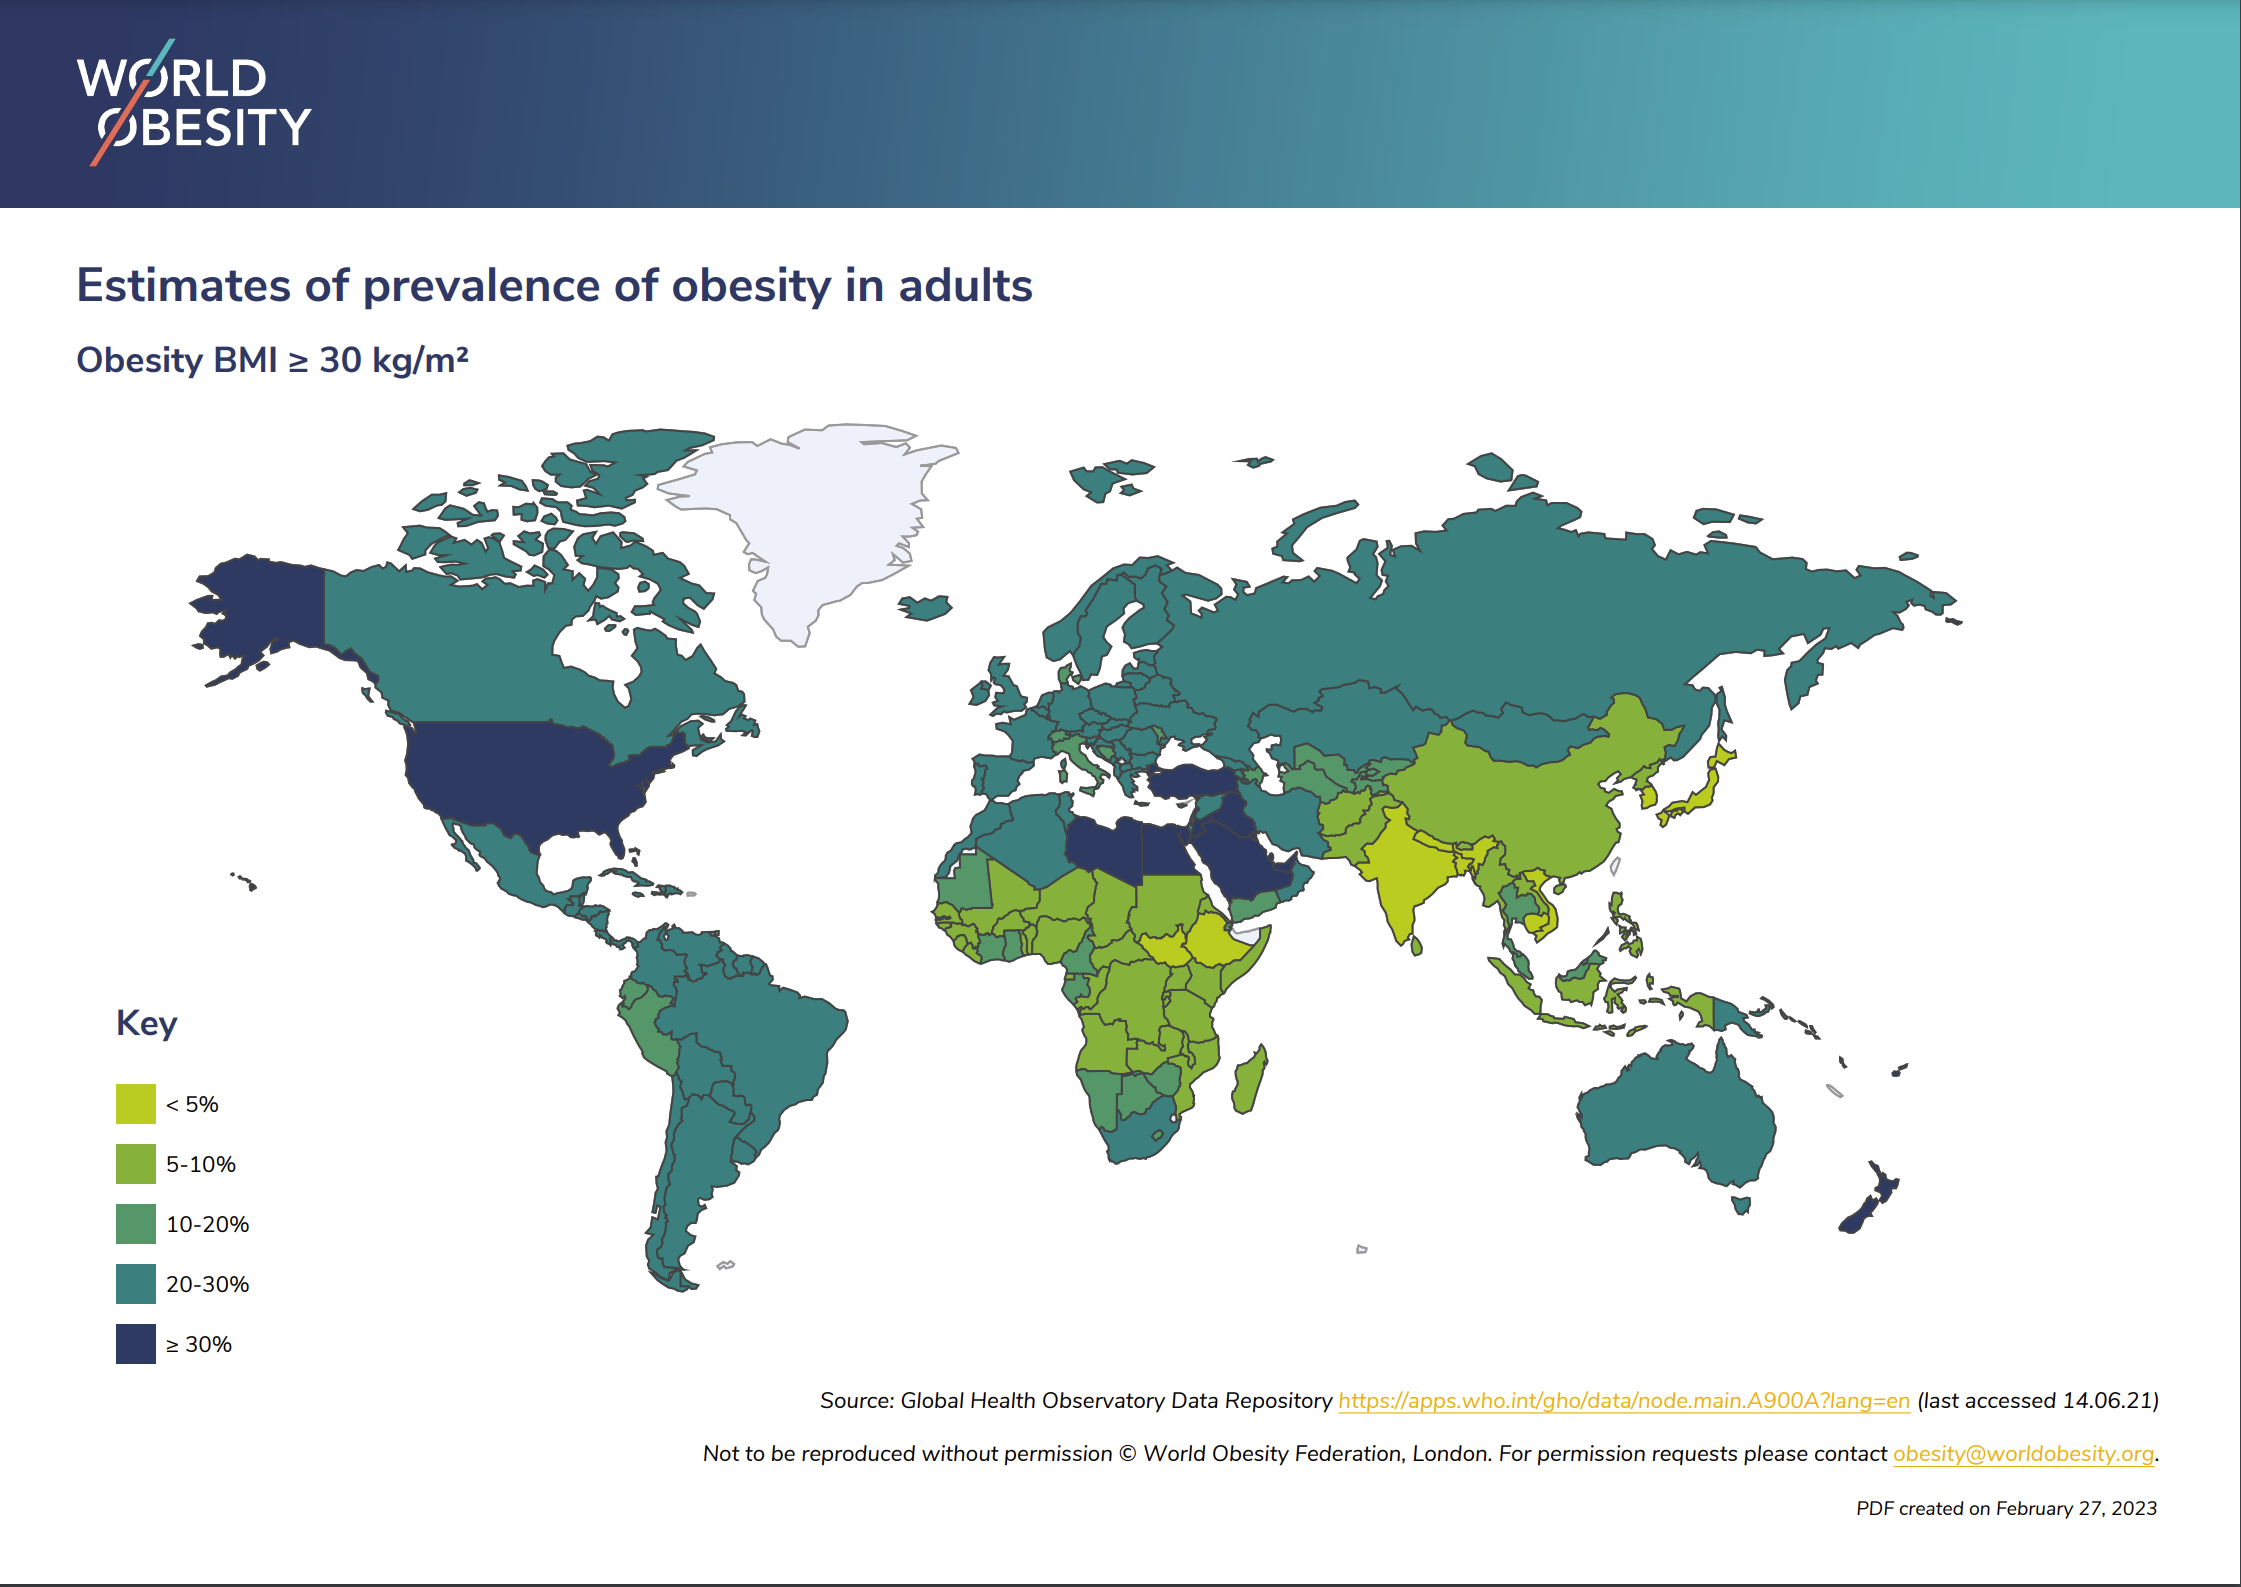 WORLD
OBESITY
Estimates of prevalence of obesity in adults
Obesity BMI ≥ 30 kg/m²
Key
< 5%
5-10%
10-20%
20-30%
≥ 30%
Source: Global Health Observatory Data Repository https://apps.who.int/gho/data/node.main.A900A?lang=en (last accessed 14.06.21)
Not to be reproduced without permission © World Obesity Federation, London. For permission requests please contact obesity@worldobesity.org.
PDF created on February 27, 2023